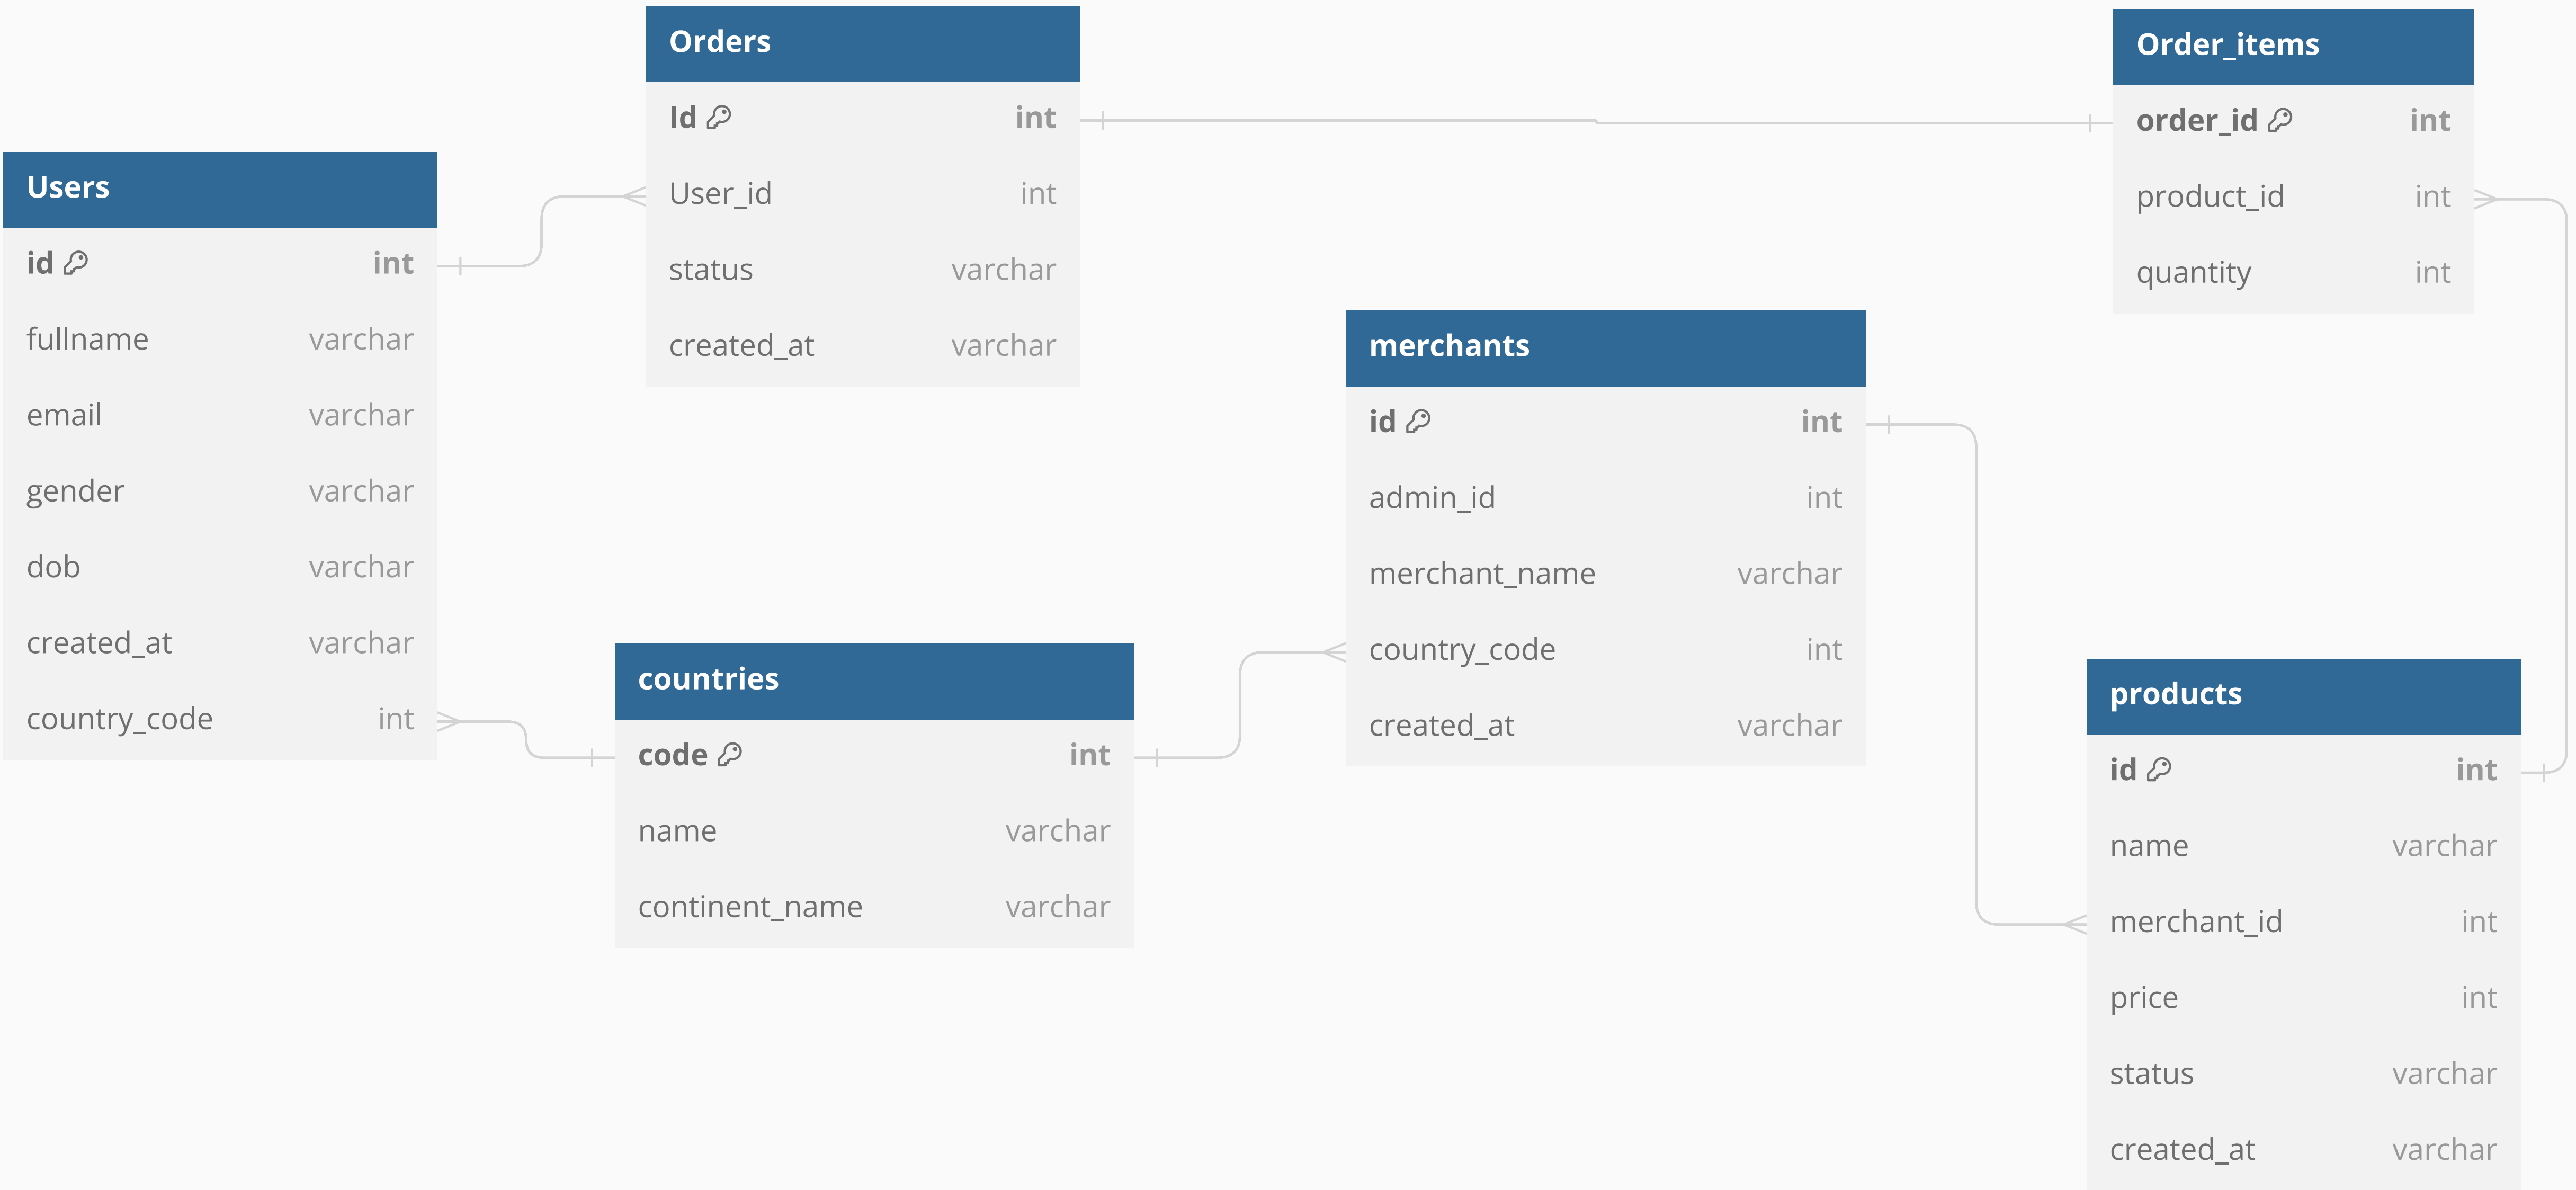 Users
id int
fullname varchar
email varchar
gender varchar
dob varchar
created_at varchar
country_code int
Orders
Id int
User_id int
status varchar
created_at varchar
countries
code int
name varchar
continent_name varchar
merchants
id int
admin_id int
merchant_name varchar
country_code int
created_at varchar
Order_items
order_id int
product_id int
quantity int
products
id int
name varchar
merchant_id int
price int
status varchar
created_at varchar